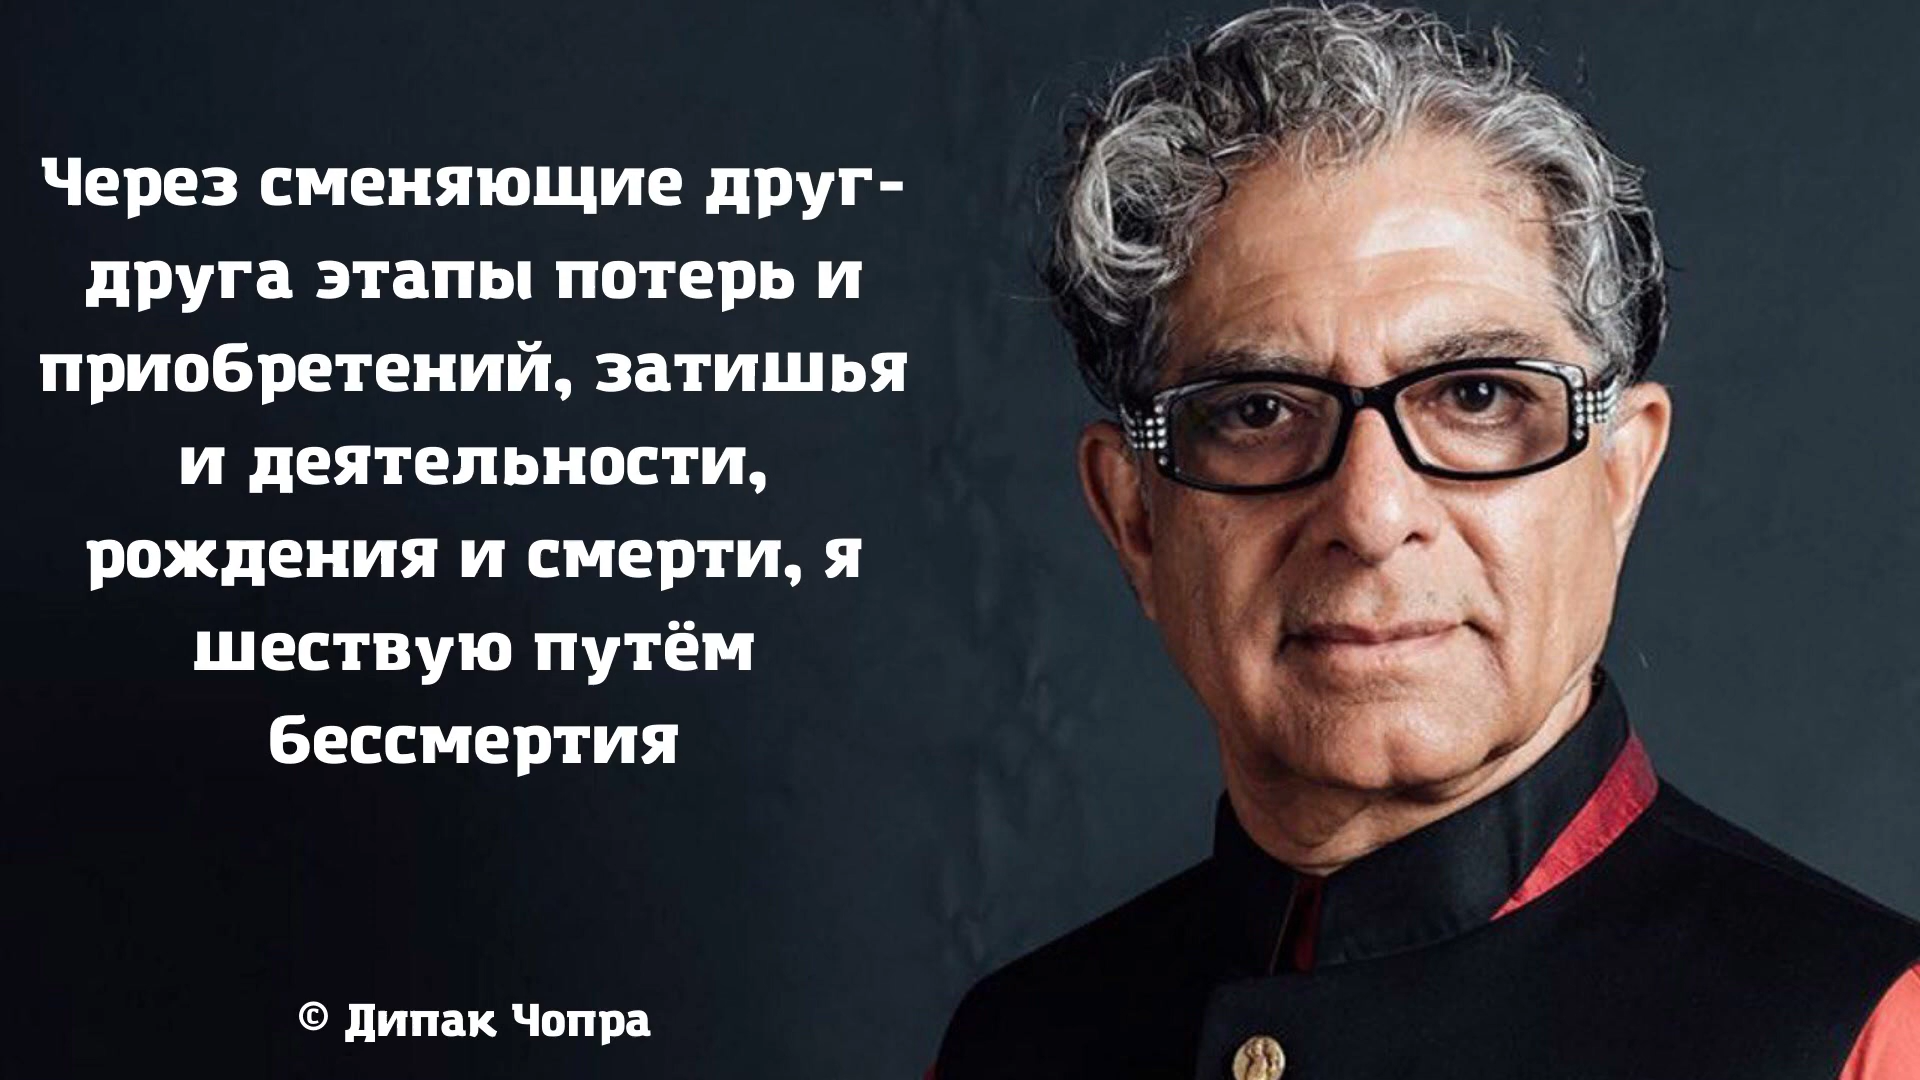 Через сменяющие друг-
друга этапы потерь и
приобретений, затишья
и деятельности,
рождения и смерти, я
шествую путём
бессмертия
© Дипак Чопра